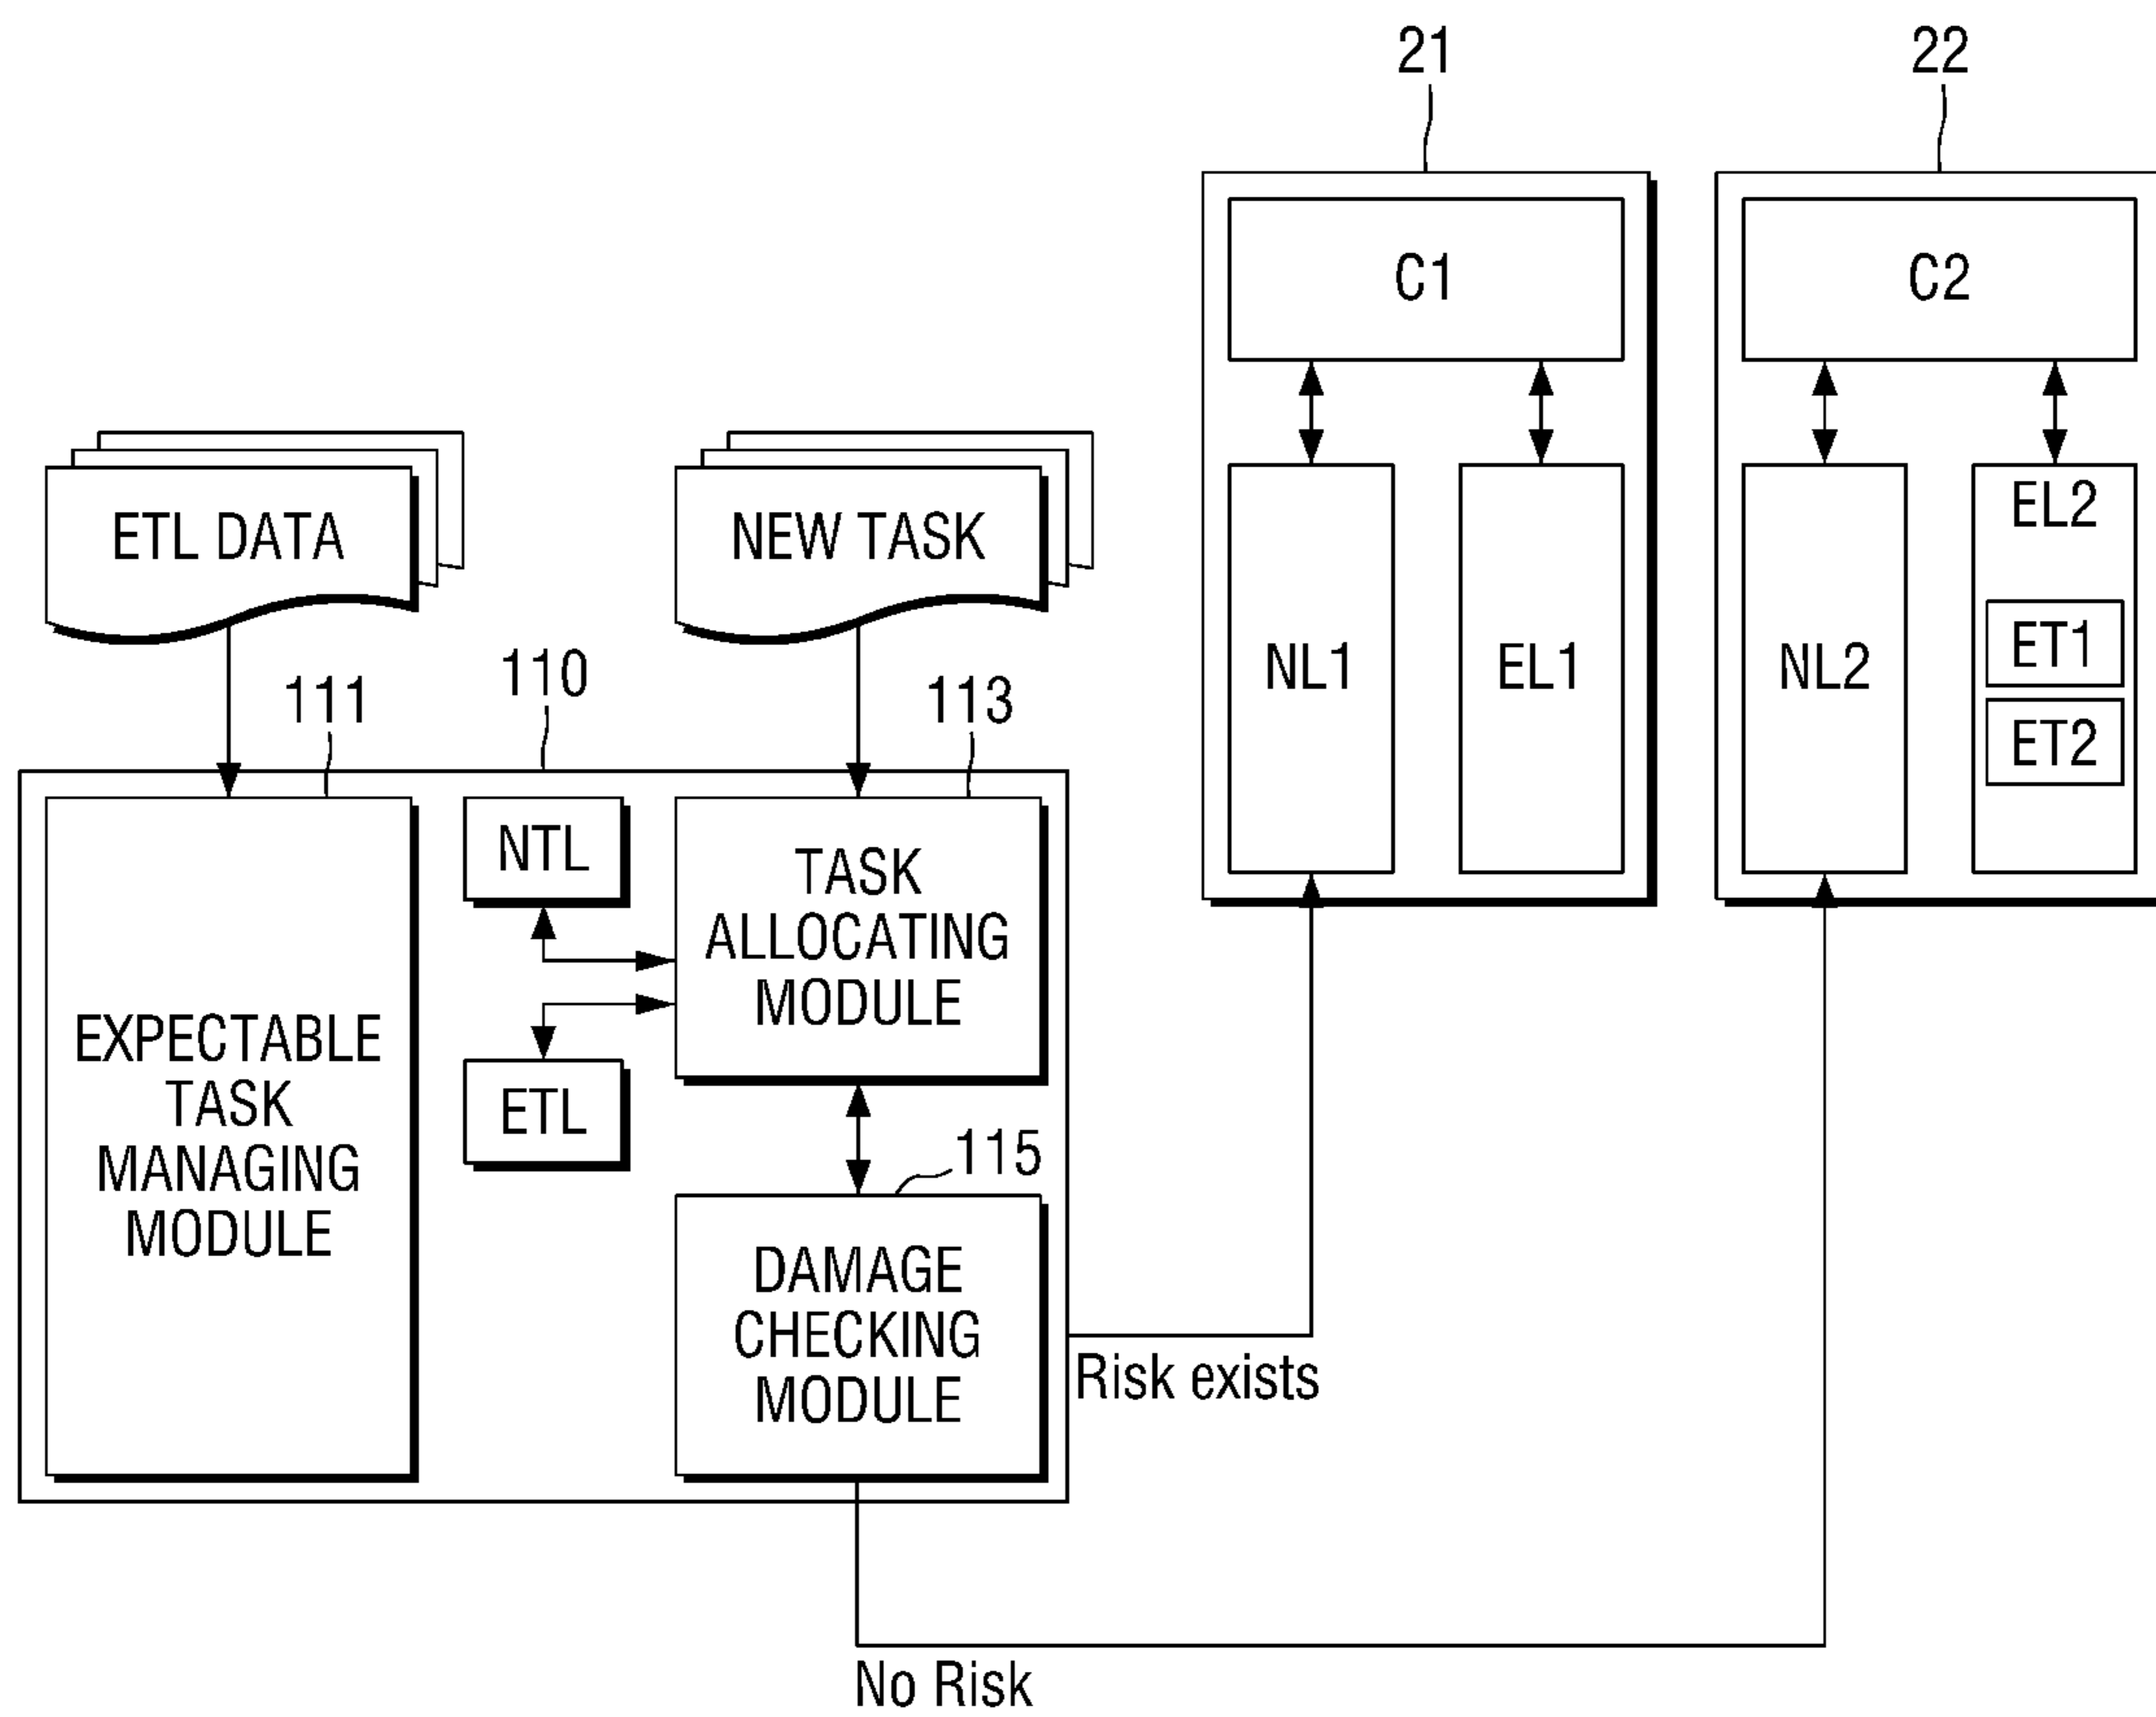 21
22
C1
C2
ETL DATA
NEW TASK
NL1
EL1
NL2
EL2
ET1
ET2
111
110
113
NTL
TASK
ALLOCATING
MODULE
EXPECTABLE
TASK
MANAGING
MODULE
ETL
115
DAMAGE
CHECKING
MODULE
Risk exists
No Risk